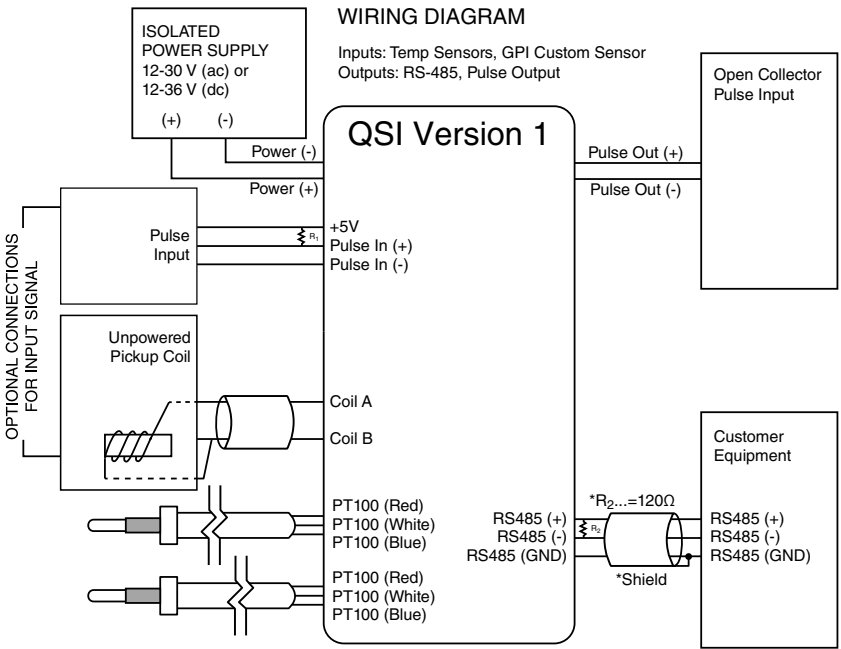 WIRING DIAGRAM
Inputs: Temp Sensors, GPI Custom Sensor
Outputs: RS-485, Pulse Output
ISOLATED
POWER SUPPLY
12-30 V (ac) or
12-36 V (dc)
(+) (-)
Power (-)
Power (+)
QSI Version 1
Open Collector
Pulse Input
Pulse Out (+)
Pulse Out (-)
OPTIONAL CONNECTIONS
FOR INPUT SIGNAL
Pulse
Input
R1
+5V
Pulse In (+)
Pulse In (-)
Unpowered
Pickup Coil
Coil A
Coil B
PT100 (Red)
PT100 (White)
PT100 (Blue)
PT100 (Red)
PT100 (White)
PT100 (Blue)
RS485 (+)
RS485 (-)
RS485 (GND)
*R2...=120Ω
R2
*Shield
Customer
Equipment
RS485 (+)
RS485 (-)
RS485 (GND)